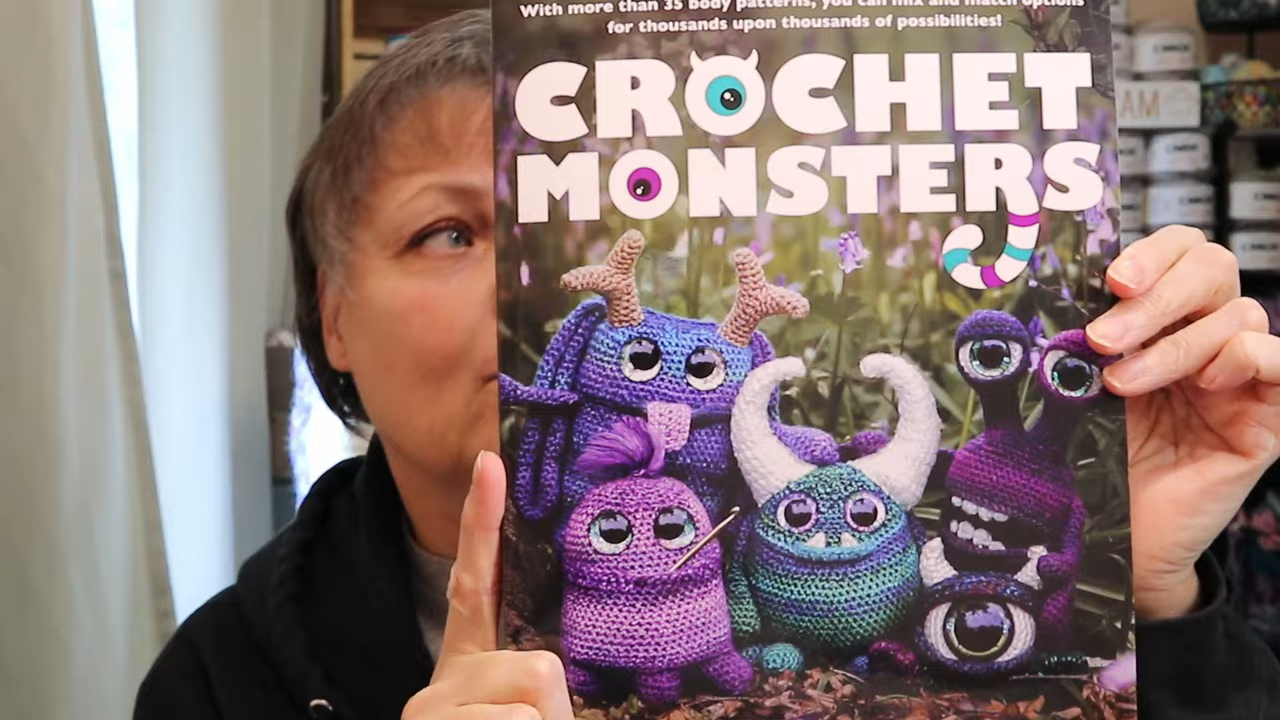 With more than 35 body patterns, you can mix and match options
for thousands upon thousands of possibilities!
CROCHET
MONSTERS
AM